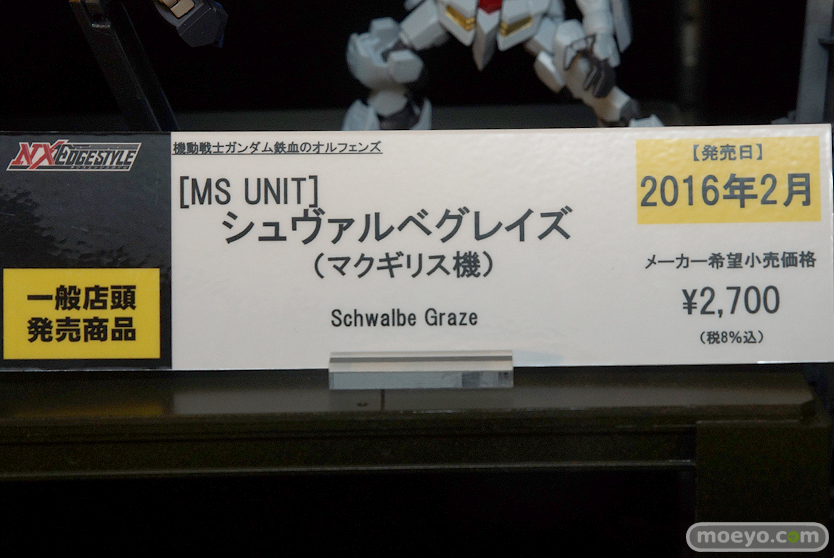 NXEDGESTYLE
機動戦士ガンダム鉄血のオルフェンズ
[MS UNIT]
シュヴァルベグレイズ
（マクギリス機）
Schwalbe Graze
一般店頭
発売商品
【発売日】
2016年2月
メーカー希望小売価格
¥2,700
（税8%込）
moeyo.com